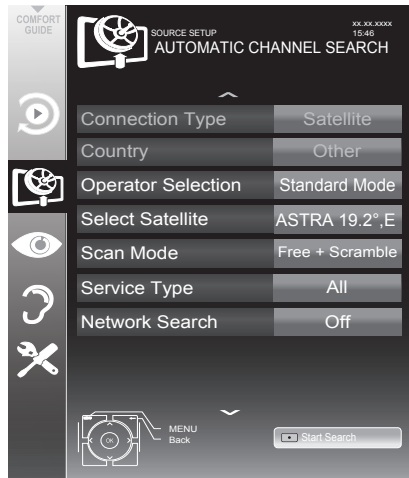 COMFORT
GUIDE
SOURCE SETUP
xx.xx.xxxx
15:46
AUTOMATIC CHANNEL SEARCH
Connection Type Satellite
Country Other
Operator Selection Standard Mode
Select Satellite ASTRA 19.2°,E
Scan Mode Free + Scramble
Service Type All
Network Search Off
MENU
Back
OK
Start Search